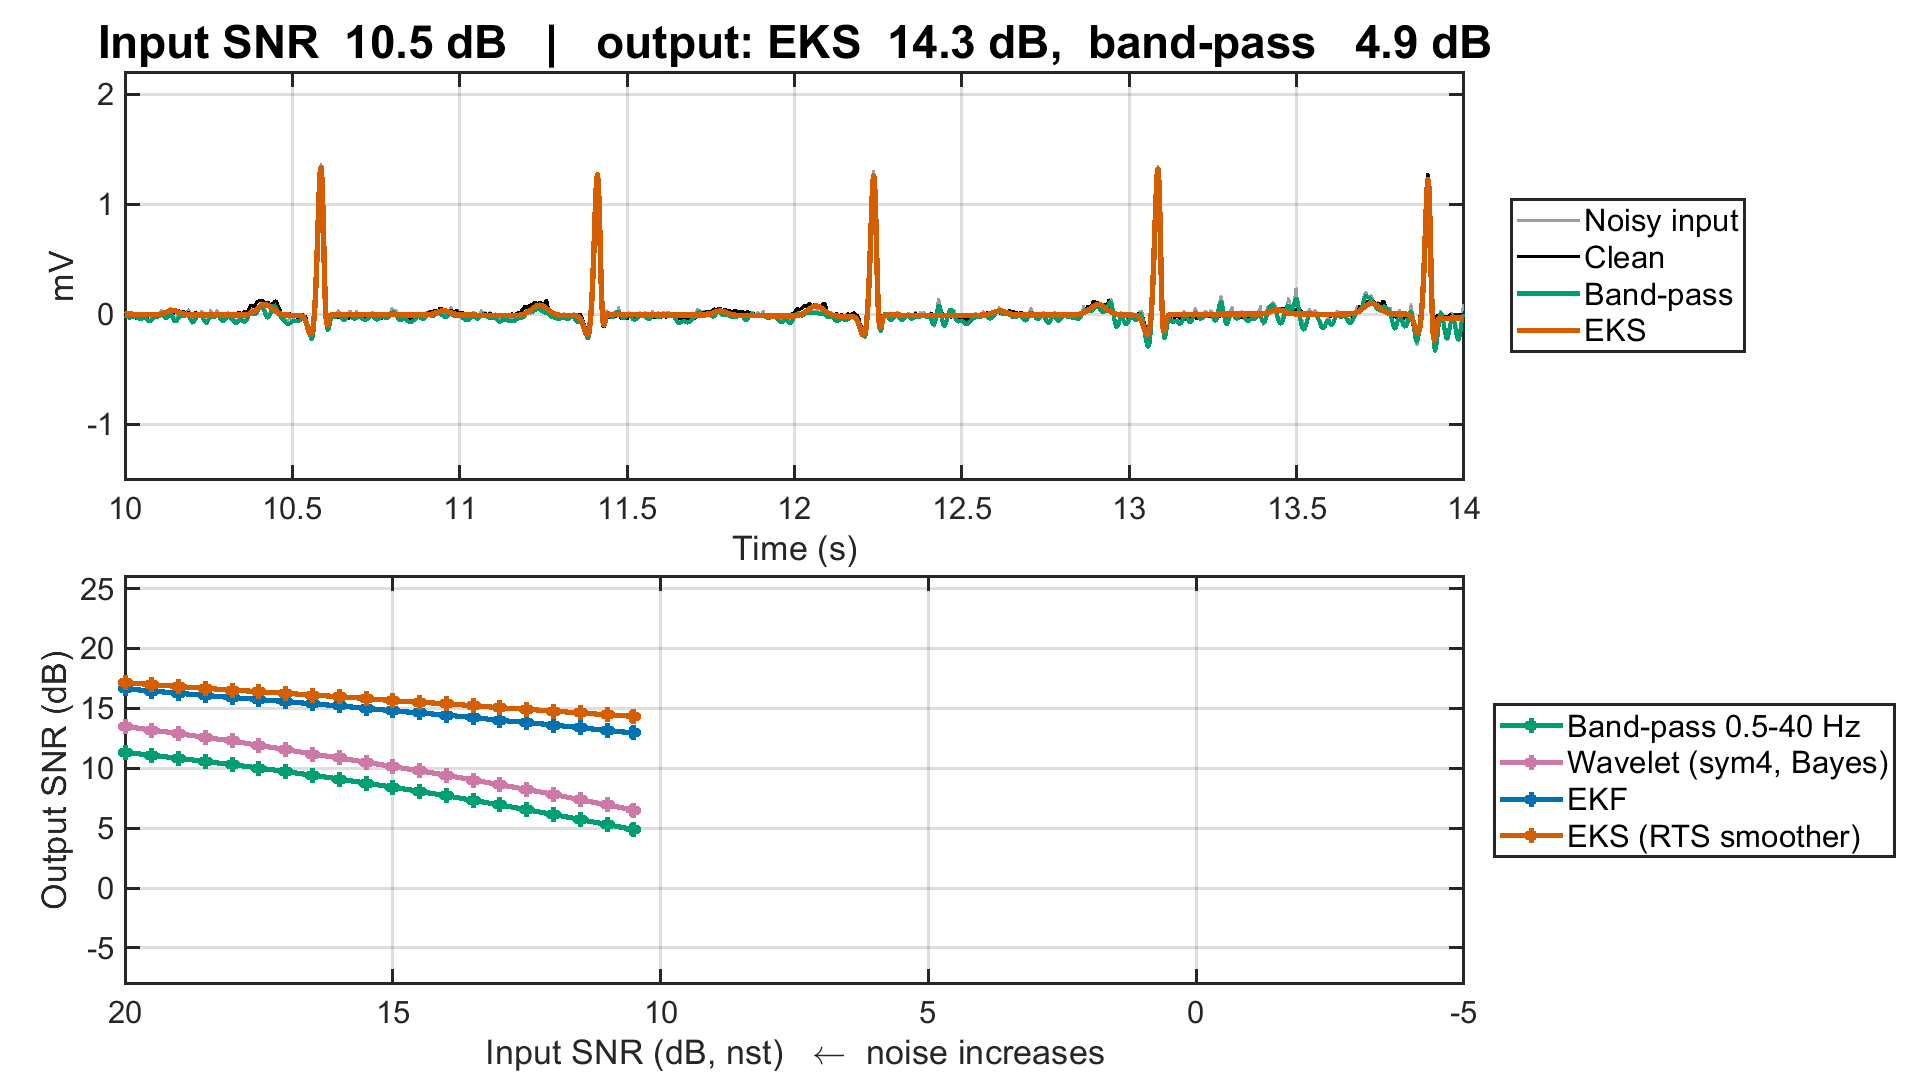 Input SNR  10.5 dB   |   output: EKS  14.3 dB,  band-pass   4.9 dB
2
1
0
-1
mV
10
10.5
11
11.5
12
12.5
13
13.5
14
Time (s)
Noisy input
Clean
Band-pass
EKS
25
20
15
10
5
0
-5
Output SNR (dB)
20
15
10
5
0
-5
Input SNR (dB, nst)   ←  noise increases
Band-pass 0.5-40 Hz
Wavelet (sym4, Bayes)
EKF
EKS (RTS smoother)